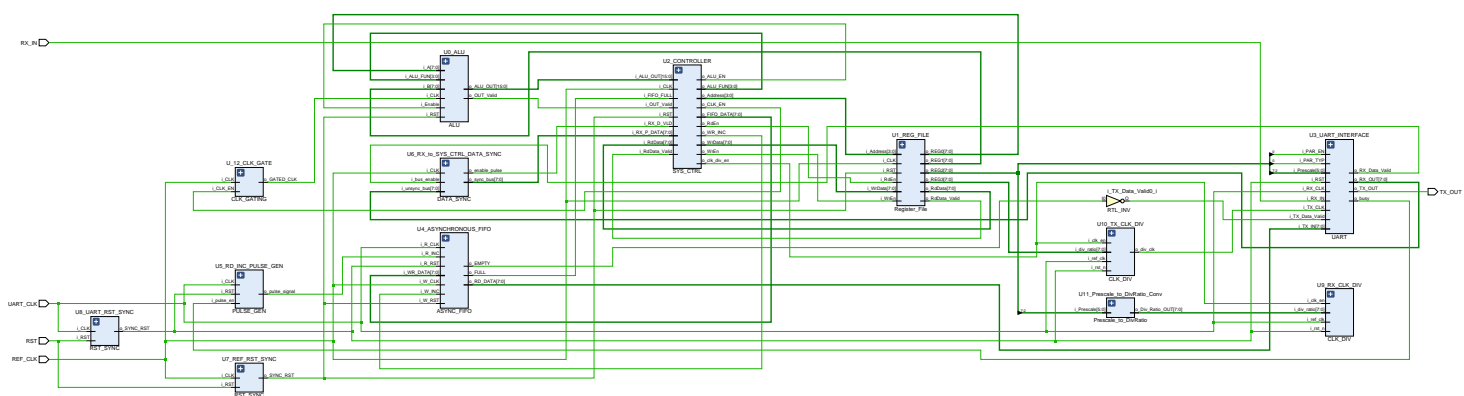 RX_IN
UART_CLK
RST
REF_CLK
U8_UART_RST_SYNC
i_CLK
i_RST
o_SYNC_RST
RST_SYNC
U_12_CLK_GATE
i_CLK
i_CLK_EN
o_GATED_CLK
CLK_GATING
U5_RD_INC_PULSE_GEN
i_CLK
i_RST
i_pulse_en
o_pulse_signal
PULSE_GEN
U7_REF_RST_SYNC
i_CLK
i_RST
o_SYNC_RST
RST_SYNC
U0_ALU
i_A[7:0]
i_ALU_FUN[3:0]
i_B[7:0]
i_CLK
i_Enable
i_RST
o_ALU_OUT[15:0]
o_OUT_Valid
ALU
U6_RX_to_SYS_CTRL_DATA_SYNC
i_CLK
i_bus_enable
i_unsync_bus[7:0]
o_enable_pulse
o_sync_bus[7:0]
DATA_SYNC
U4_ASYNCHRONOUS_FIFO
i_R_CLK
i_R_INC
i_R_RST
i_WR_DATA[7:0]
i_W_CLK
i_W_INC
i_W_RST
o_EMPTY
o_FULL
o_RD_DATA[7:0]
ASYNC_FIFO
U2_CONTROLLER
i_ALU_OUT[15:0]
i_CLK
i_FIFO_FULL
i_OUT_Valid
i_RST
i_RX_D_VLD
i_RX_P_DATA[7:0]
i_RdData[7:0]
i_RdData_Valid
o_ALU_EN
o_ALU_FUN[3:0]
o_Address[3:0]
o_CLK_EN
o_FIFO_DATA[7:0]
o_RdEn
o_WR_INC
o_WrData[7:0]
o_WrEn
o_clk_div_en
SYS_CTRL
U1_REG_FILE
i_Address[3:0]
i_CLK
i_RST
i_RdEn
i_WrData[7:0]
i_WrEn
o_REG0[7:0]
o_REG1[7:0]
o_REG2[7:0]
o_REG3[7:0]
o_RdData[7:0]
o_RdData_Valid
Register_File
i_TX_Data_Valid0_i
RTL_INV
U10_TX_CLK_DIV
i_clk_en
i_div_ratio[7:0]
i_ref_clk
i_rst_n
o_div_clk
CLK_DIV
U11_Prescale_to_DivRatio_Conv
i_Prescale[5:0]
o_Div_Ratio_OUT[7:0]
Prescale_to_DivRatio
U3_UART_INTERFACE
i_PAR_EN
i_PAR_TYP
i_Prescale[5:0]
i_RST
i_RX_CLK
i_RX_IN
i_TX_CLK
i_TX_Data_Valid
i_TX_IN[7:0]
o_RX_Data_Valid
o_RX_OUT[7:0]
o_TX_OUT
o_busy
UART
TX_OUT
U9_RX_CLK_DIV
i_clk_en
i_div_ratio[7:0]
i_ref_clk
i_rst_n
CLK_DIV